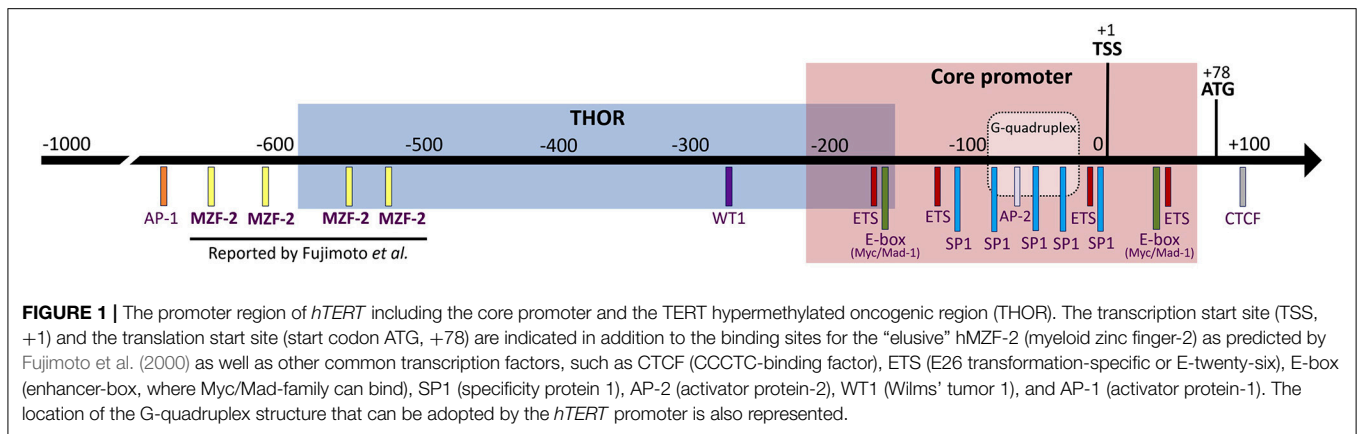 +1
TSS
Core promoter
+78
ATG
THOR
G-quadruplex
-1000 -600 -500 -400 -300 -200 -100 0 +100
AP-1 MZF-2 MZF-2 MZF-2 MZF-2 WT1 ETS ETS AP-2 ETS ETS CTCF
E-box SP1 SP1 SP1 SP1 SP1 E-box
(Myc/Mad-1) (Myc/Mad-1)
Reported by Fujimoto et al.
FIGURE 1 | The promoter region of hTERT including the core promoter and the TERT hypermethylated oncogenic region (THOR). The transcription start site (TSS,
+1) and the translation start site (start codon ATG, +78) are indicated in addition to the binding sites for the “elusive” hMZF-2 (myeloid zinc finger-2) as predicted by
Fujimoto et al. (2000) as well as other common transcription factors, such as CTCF (CCCTC-binding factor), ETS (E26 transformation-specific or E-twenty-six), E-box
(enhancer-box, where Myc/Mad-family can bind), SP1 (specificity protein 1), AP-2 (activator protein-2), WT1 (Wilms’ tumor 1), and AP-1 (activator protein-1). The
location of the G-quadruplex structure that can be adopted by the hTERT promoter is also represented.